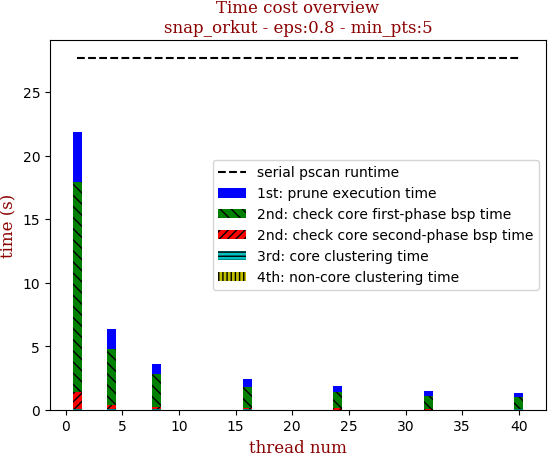 Time cost overview
snap_orkut - eps:0.8 - min_pts:5
time (s)
25
20
15
10
5
0
serial pscan runtime
1st: prune execution time
2nd: check core first-phase bsp time
2nd: check core second-phase bsp time
3rd: core clustering time
4th: non-core clustering time
0 5 10 15 20 25 30 35 40
thread num